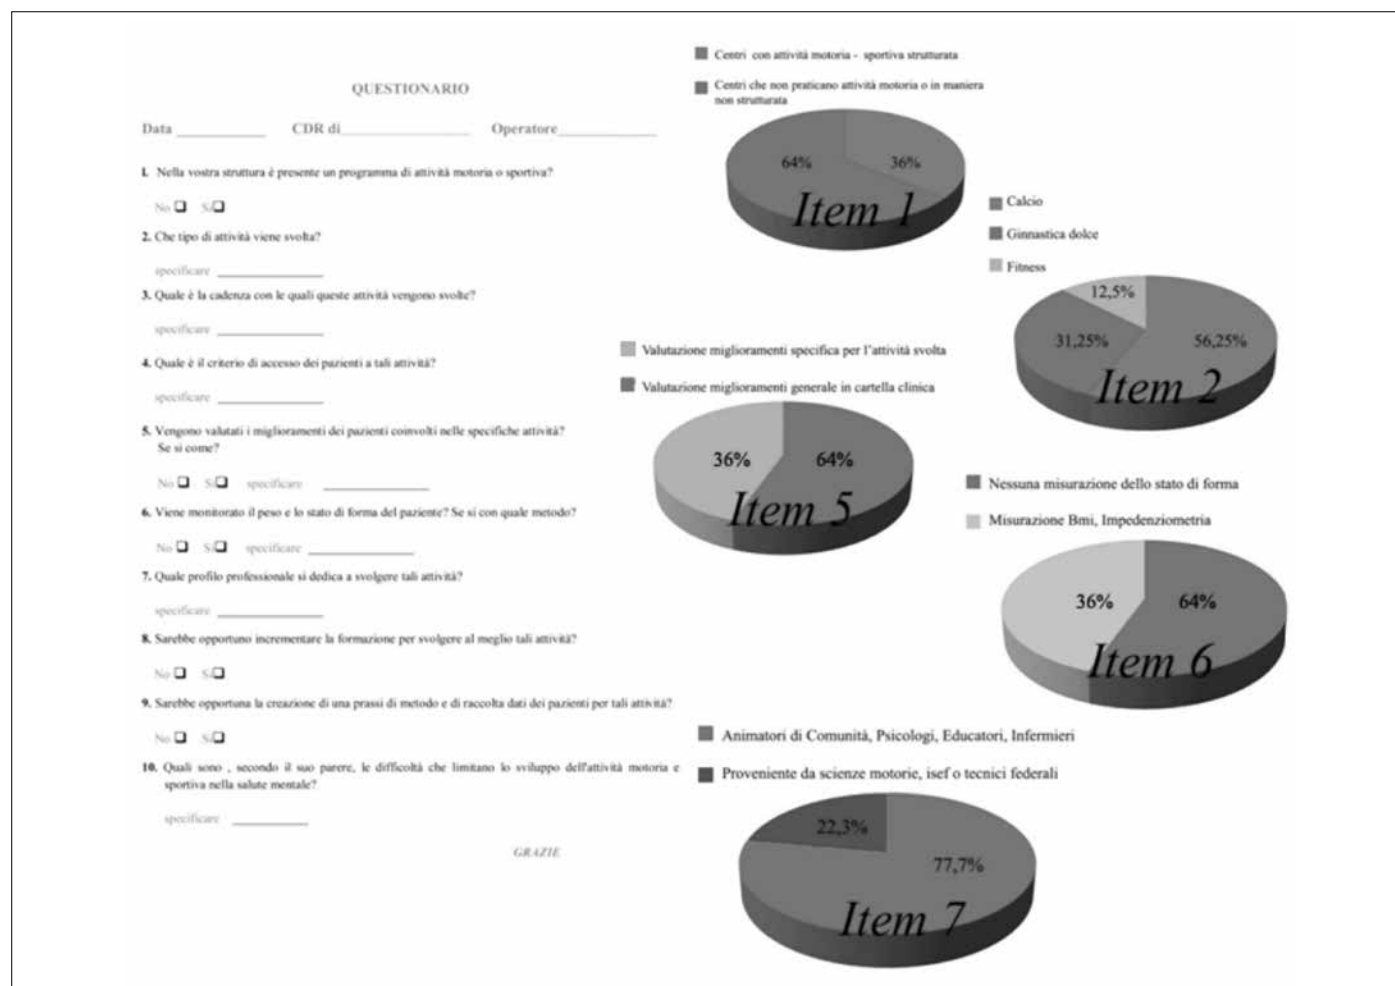 QUESTIONARIO
Data ___________ CDR di___________ Operatore___________
1. Nella vostra struttura è presente un programma di attività motoria o sportiva?
No ❑ Sì❑
2. Che tipo di attività viene svolta?
specificare ___________
3. Quale è la cadenza con le quali queste attività vengono svolte?
specificare ___________
4. Quale è il criterio di accesso dei pazienti a tali attività?
specificare ___________
5. Vengono valutati i miglioramenti dei pazienti coinvolti nelle specifiche attività?
Se si come?
No ❑ Sì❑ specificare ___________
6. Viene monitorato il peso e lo stato di forma del paziente? Se si con quale metodo?
No ❑ Sì❑ specificare ___________
7. Quale profilo professionale si dedica a svolgere tali attività?
specificare ___________
8. Sarebbe opportuno incrementare la formazione per svolgere al meglio tali attività?
No ❑ Sì❑
9. Sarebbe opportuna la creazione di una prassi di metodo e di raccolta dati dei pazienti per tali attività?
No ❑ Sì❑
10. Quali sono , secondo il suo parere, le difficoltà che limitano lo sviluppo dell'attività motoria e
sportiva nella salute mentale?
specificare ___________
GRAZIE
Centri con attività motoria - sportiva strutturata
Centri che non praticano attività motoria o in maniera
non strutturata
64% 36%
Item 1
Calcio
Ginnastica dolce
Fitness
12,5%
31,25% 56,25%
Item 2
Valutazione miglioramenti specifica per l'attività svolta
Valutazione miglioramenti generale in cartella clinica
36% 64%
Item 5
Nessuna misurazione dello stato di forma
Misurazione Bmi, Impedenziometria
36% 64%
Item 6
Animatori di Comunità, Psicologi, Educatori, Infermieri
Proveniente da scienze motorie, isef o tecnici federali
22,3%
77,7%
Item 7